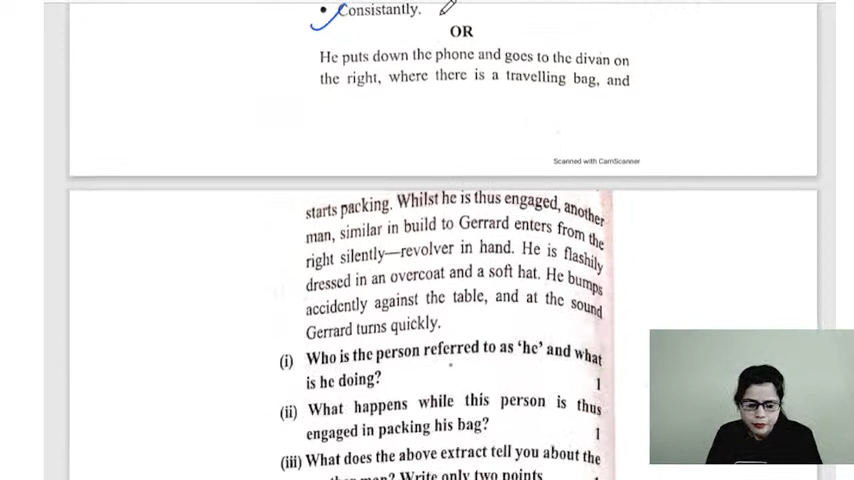 • Consistantly.
OR
He puts down the phone and goes to the divan on
the right, where there is a travelling bag, and
Scanned with CamScanner
starts packing. Whilst he is thus engaged, another
man, similar in build to Gerrard enters from the
right silently—revolver in hand. He is flashily
dressed in an overcoat and a soft hat. He bumps
accidently against the table, and at the sound
Gerrard turns quickly.
(i) Who is the person referred to as 'he' and what
is he doing? 1
(ii) What happens while this person is thus
engaged in packing his bag? 1
(iii) What does the above extract tell you about the
man? Write only two points